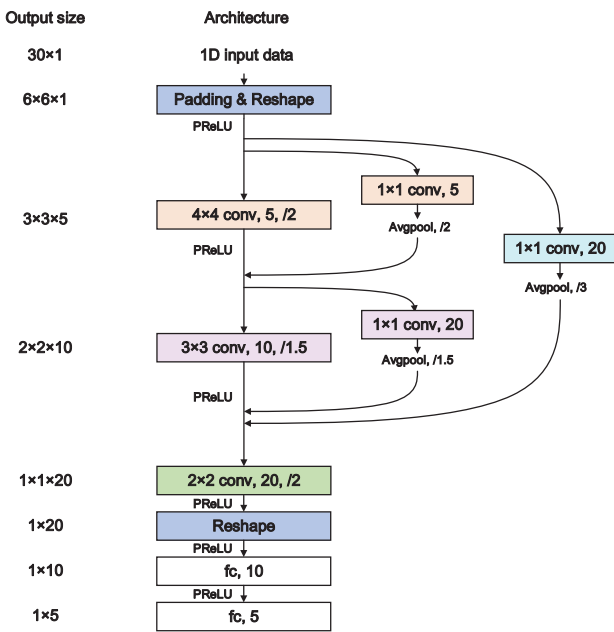 Output size Architecture
30×1 1D input data
6×6×1 Padding & Reshape
PReLU
1×1 conv, 5
3×3×5 4×4 conv, 5, /2
Avgpool, /2
PReLU
1×1 conv, 20
Avgpool, /3
1×1 conv, 20
2×2×10 3×3 conv, 10, /1.5
Avgpool, /1.5
PReLU
1×1×20 2×2 conv, 20, /2
PReLU
1×20 Reshape
PReLU
1×10 fc, 10
PReLU
1×5 fc, 5